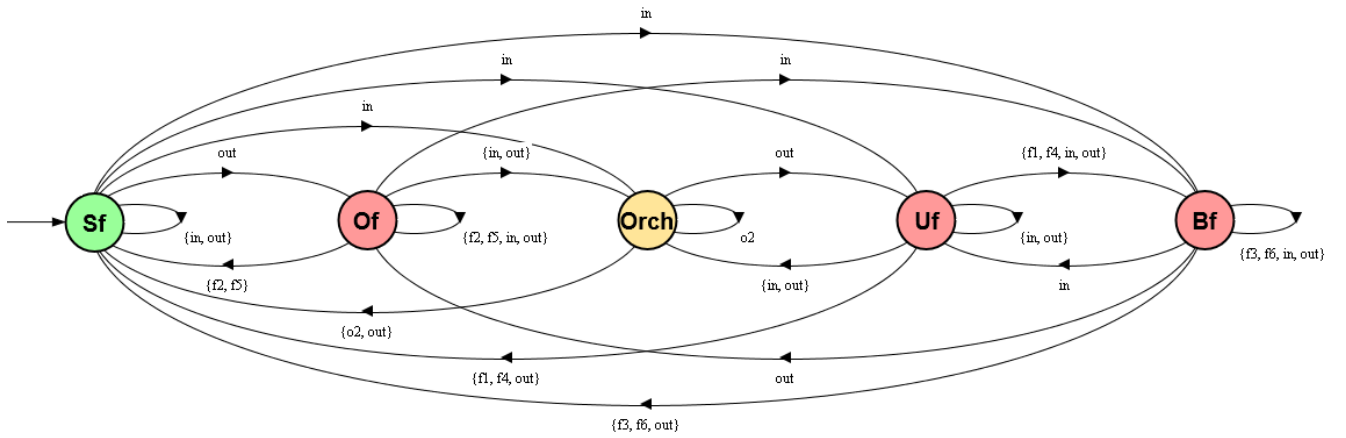 in
in
in
in
out
{in, out}
out
{f1, f4, in, out}
Sf
Of
Orch
Uf
Bf
{in, out}
{f2, f5, in, out}
o2
{in, out}
{f3, f6, in, out}
{f2, f5}
{in, out}
in
{o2, out}
{f1, f4, out}
out
{f3, f6, out}